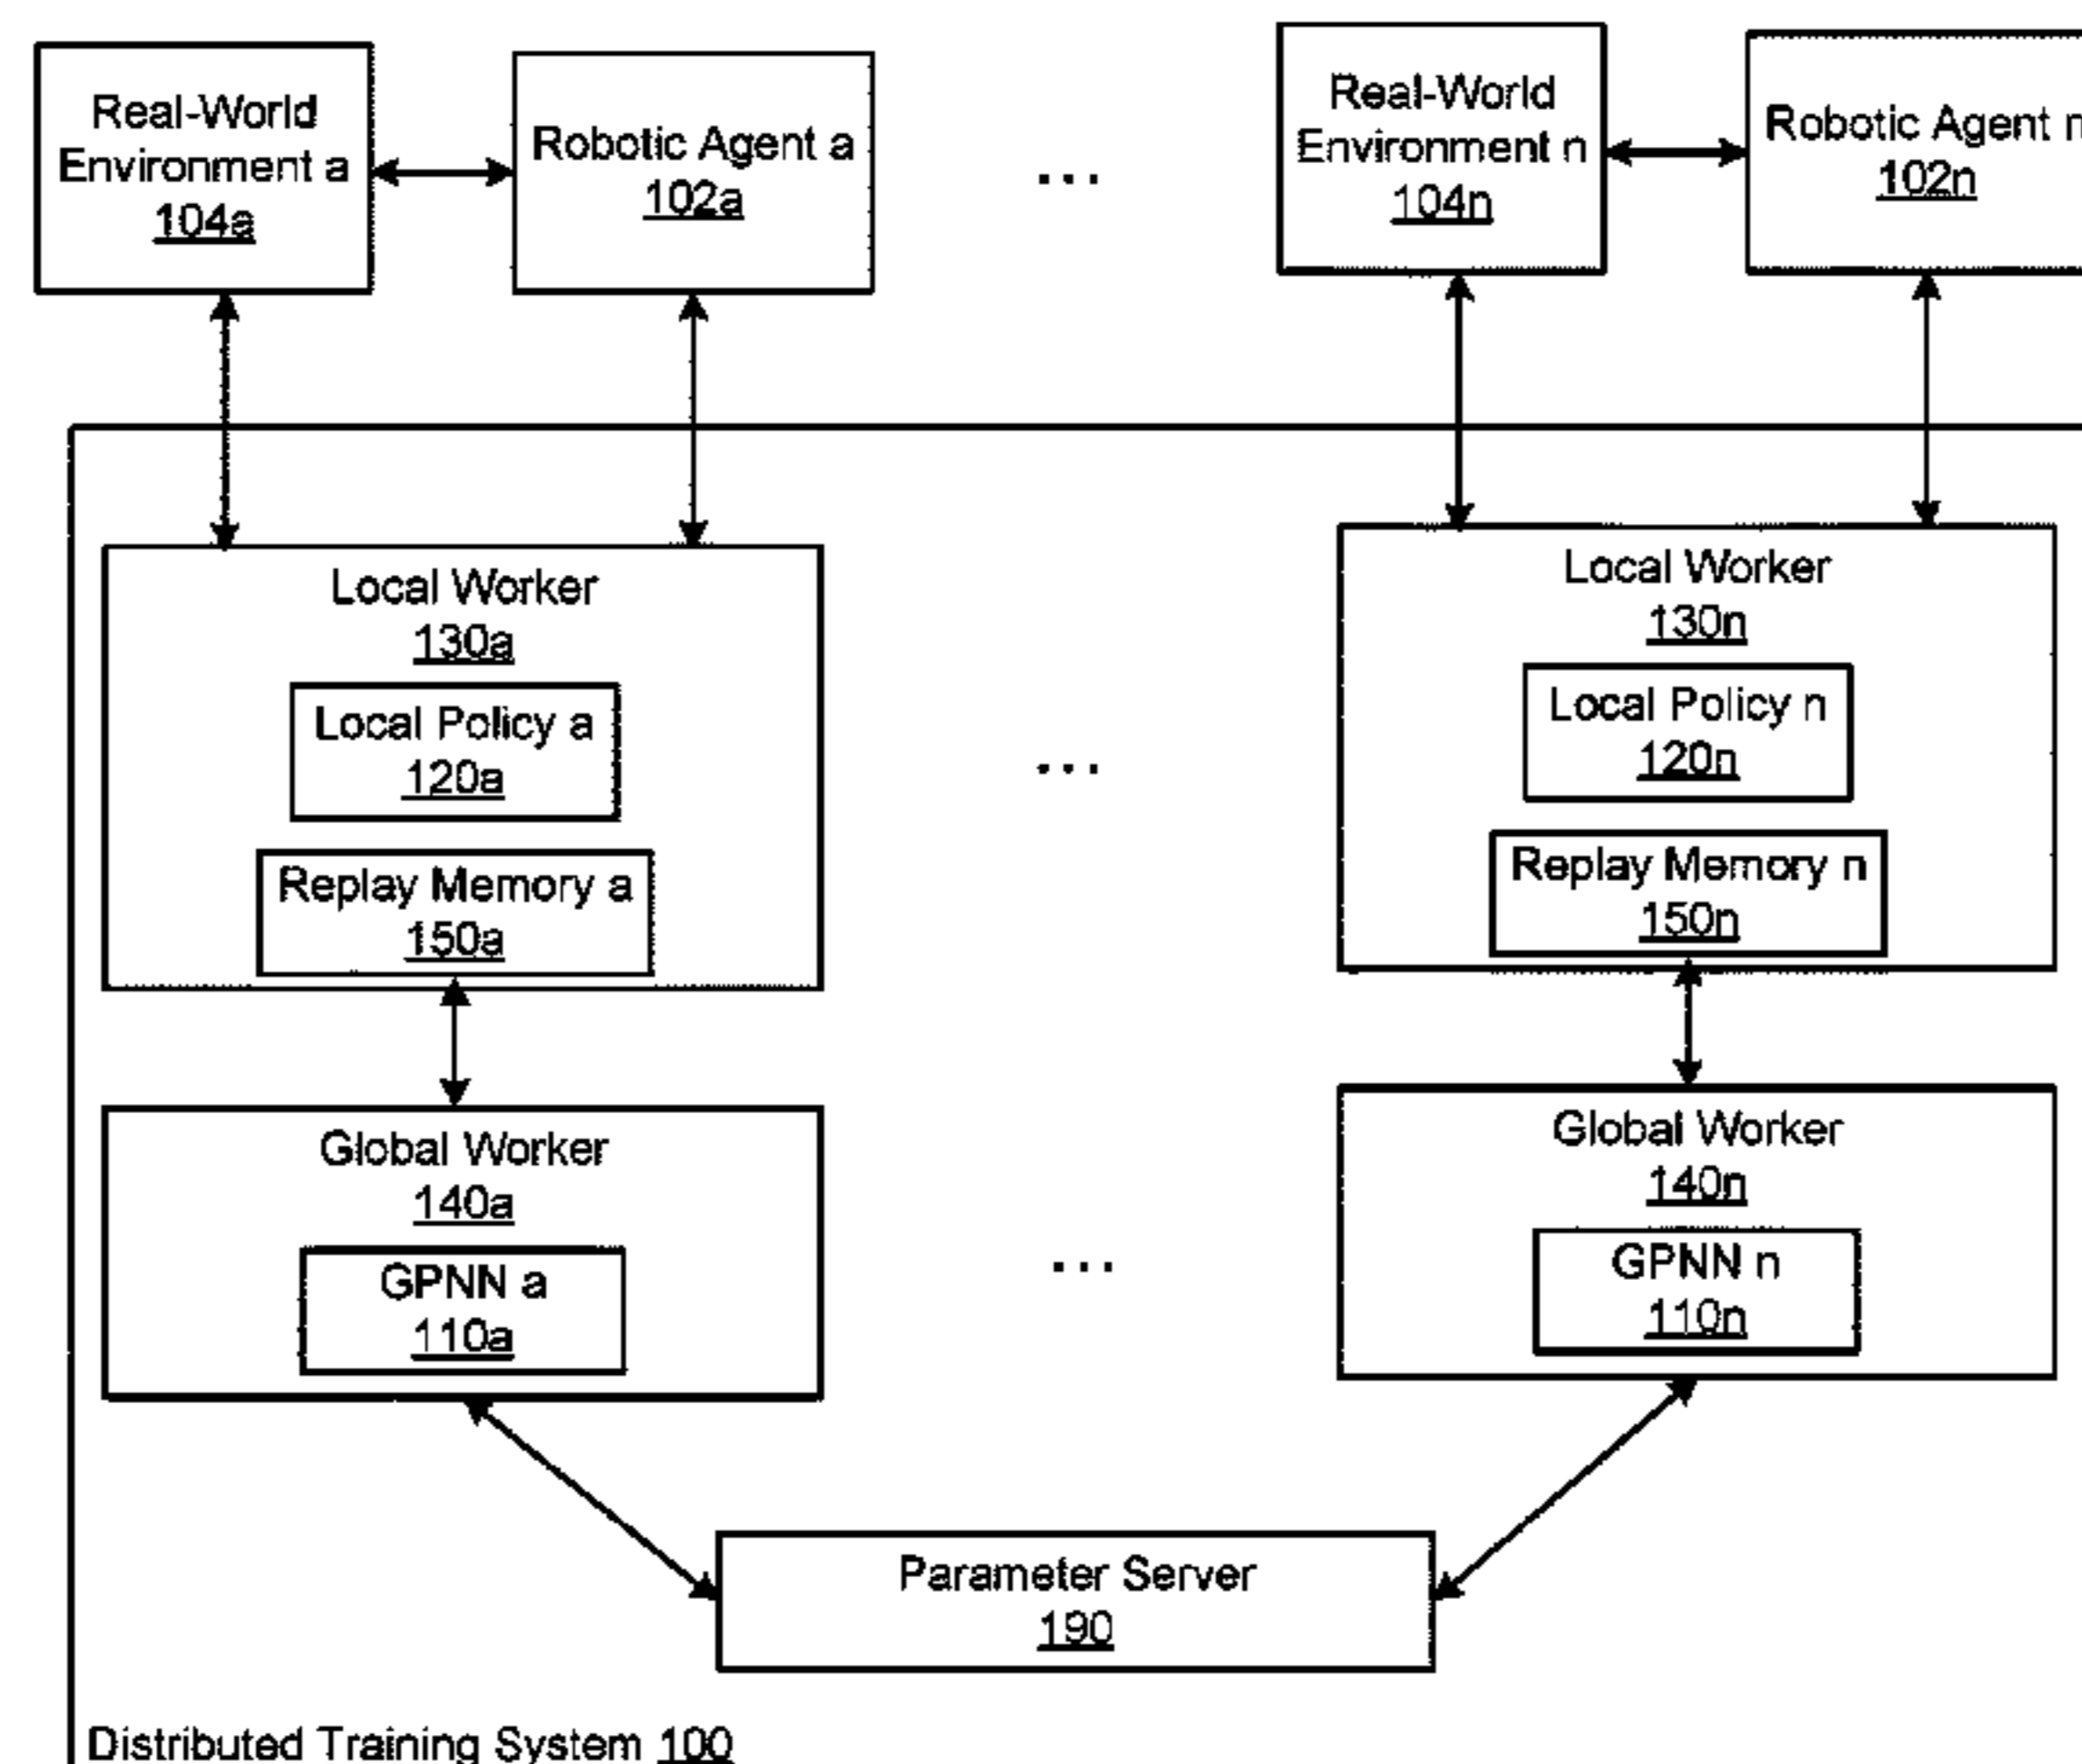 Real-World
Environment a
104a
Robotic Agent a
102a
...
Real-World
Environment n
104n
Robotic Agent n
102n
Local Worker
130a
Local Policy a
120a
Replay Memory a
150a
...
Local Worker
130n
Local Policy n
120n
Replay Memory n
150n
Global Worker
140a
GPNN a
110a
...
Global Worker
140n
GPNN n
110n
Parameter Server
190
Distributed Training System 100